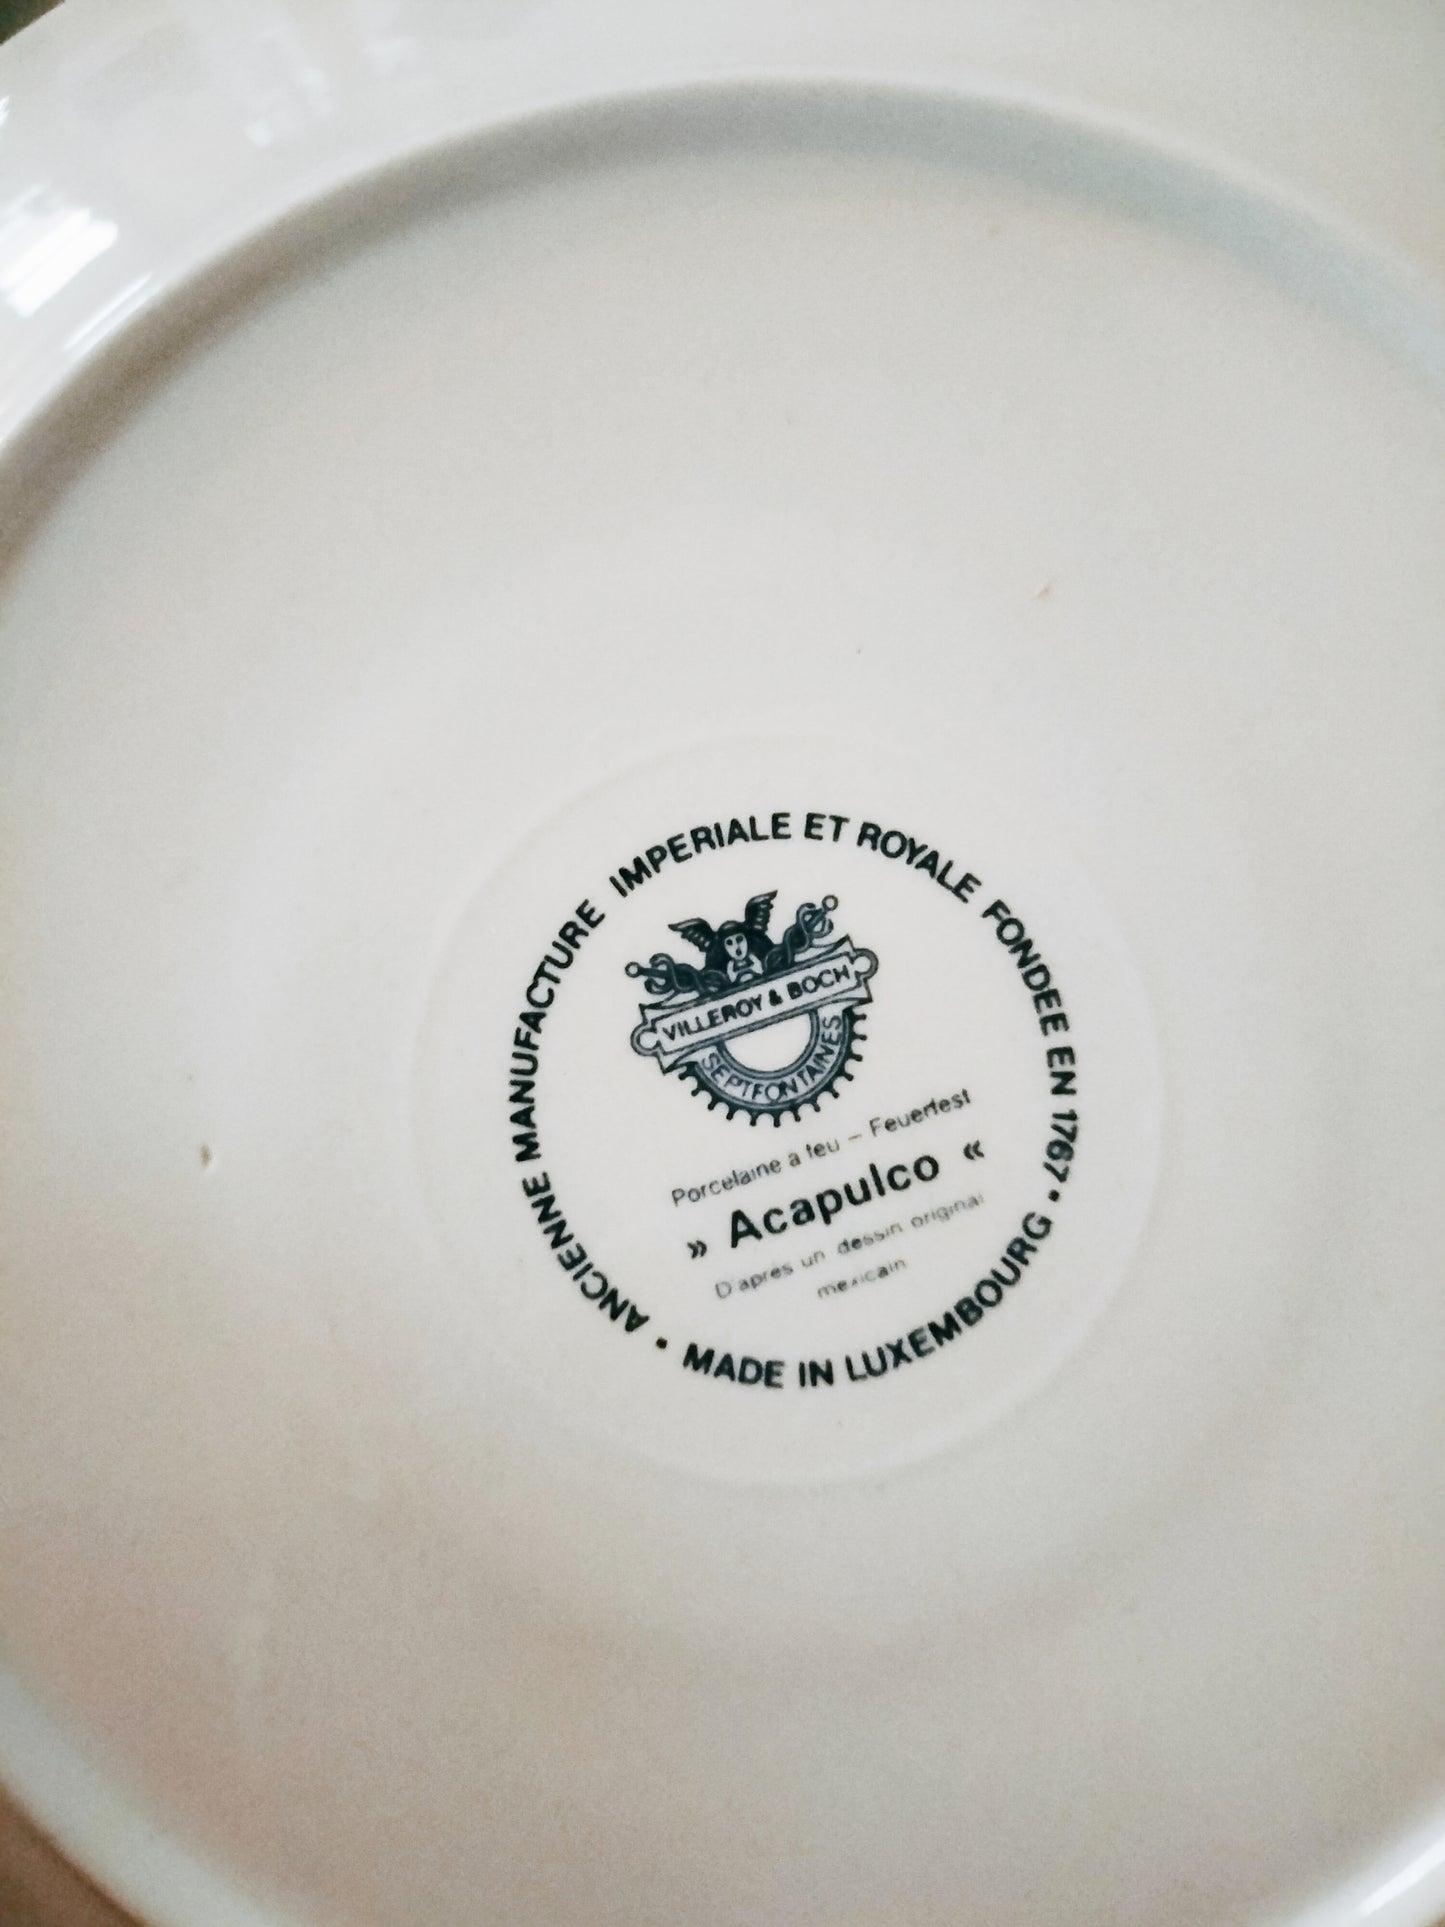 ANCIENNE MANUFACTURE IMPERIALE ET ROYALE FONDEE EN 1767 •
VILLEROY & BOCH
SEPTFONTAINES
Porcelaine à feu – Feuerfest
» Acapulco «
D'après un dessin original
mexicain
• MADE IN LUXEMBOURG